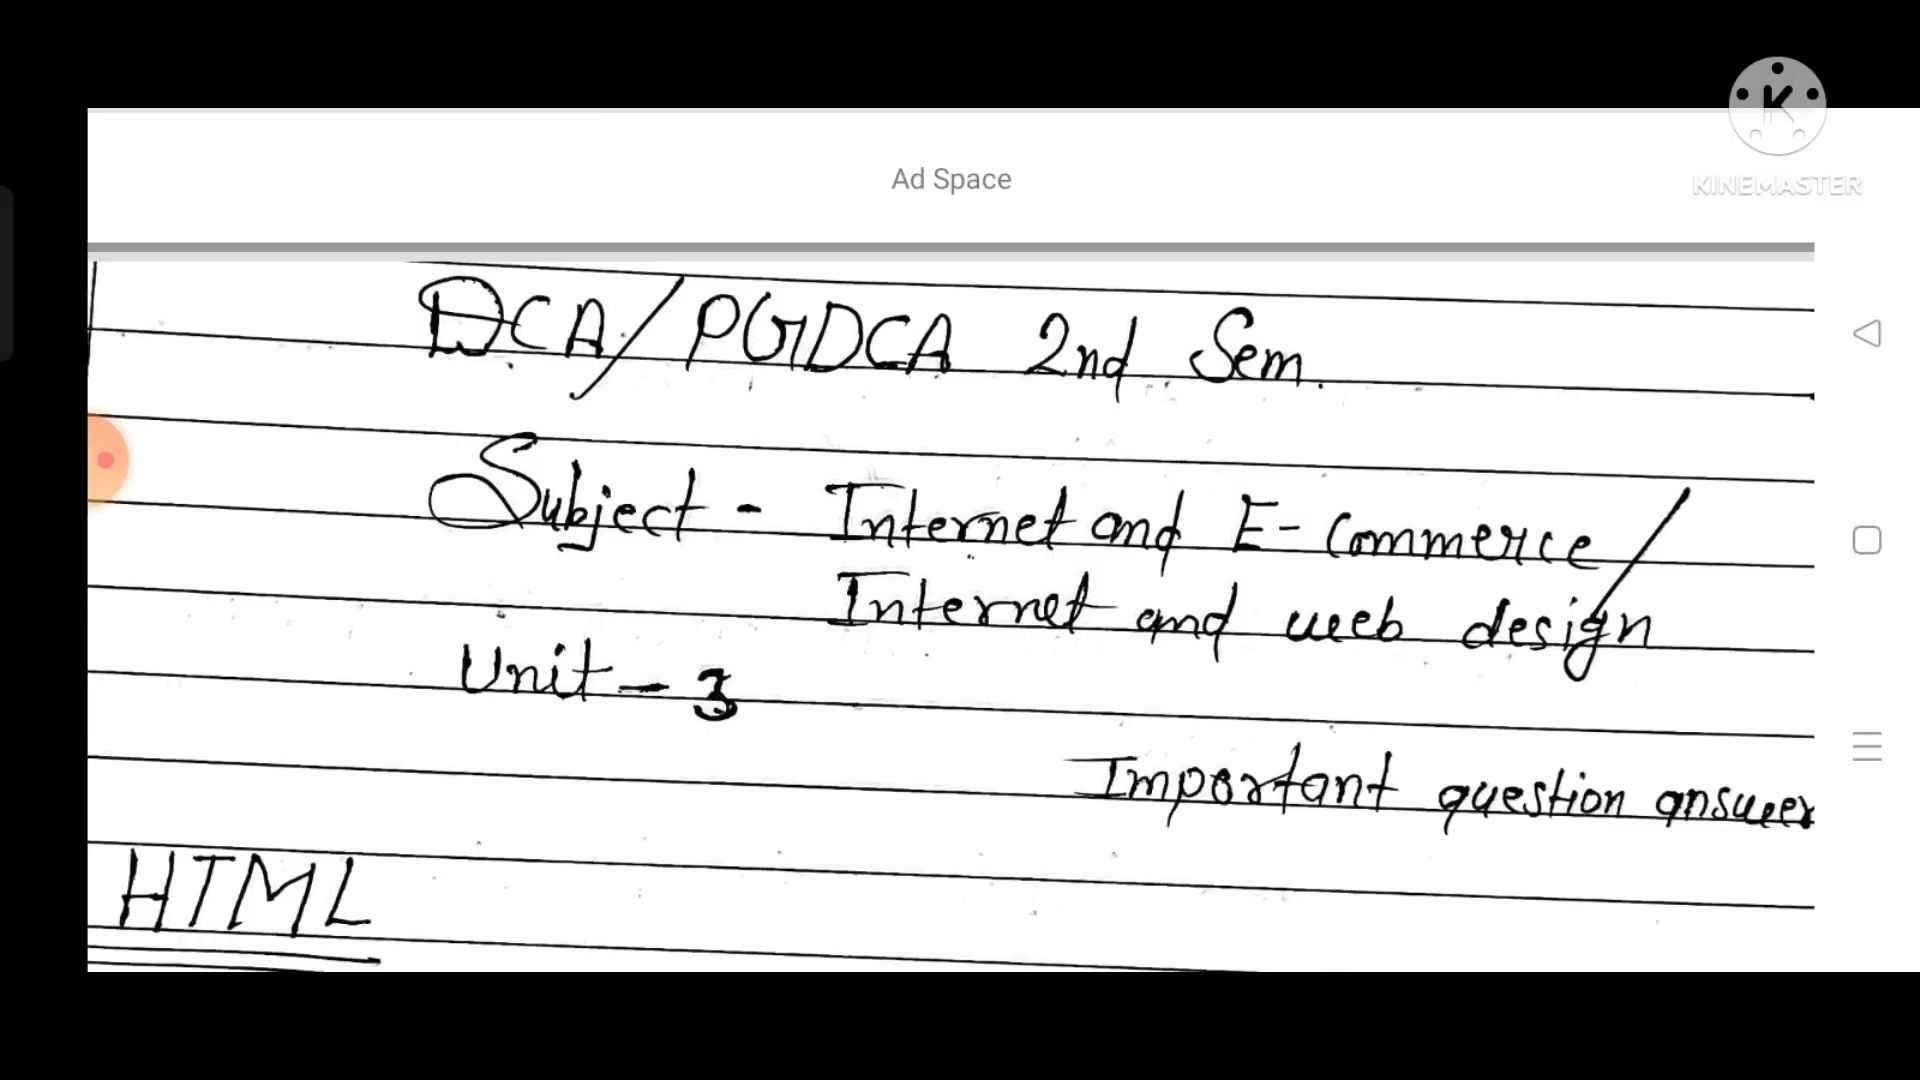 KINEMASTER
Ad Space
DCA/PGDCA 2nd Sem.
Subject - Internet and E-Commerce/
Internet and web design
Unit - 3
Important question answer
HTML